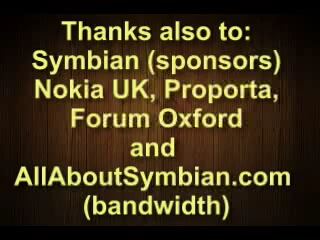 Thanks also to:
Symbian (sponsors)
Nokia UK, Proporta,
Forum Oxford
and
AllAboutSymbian.com
(bandwidth)